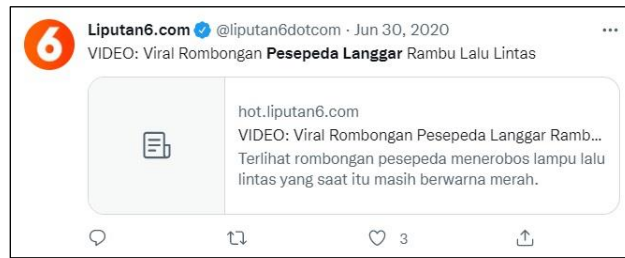 Liputan6.com @liputan6dotcom · Jun 30, 2020
VIDEO: Viral Rombongan Pesepeda Langgar Rambu Lalu Lintas
hot.liputan6.com
VIDEO: Viral Rombongan Pesepeda Langgar Ramb...
Terlihat rombongan pesepeda menerobos lampu lalu
lintas yang saat itu masih berwarna merah.
3